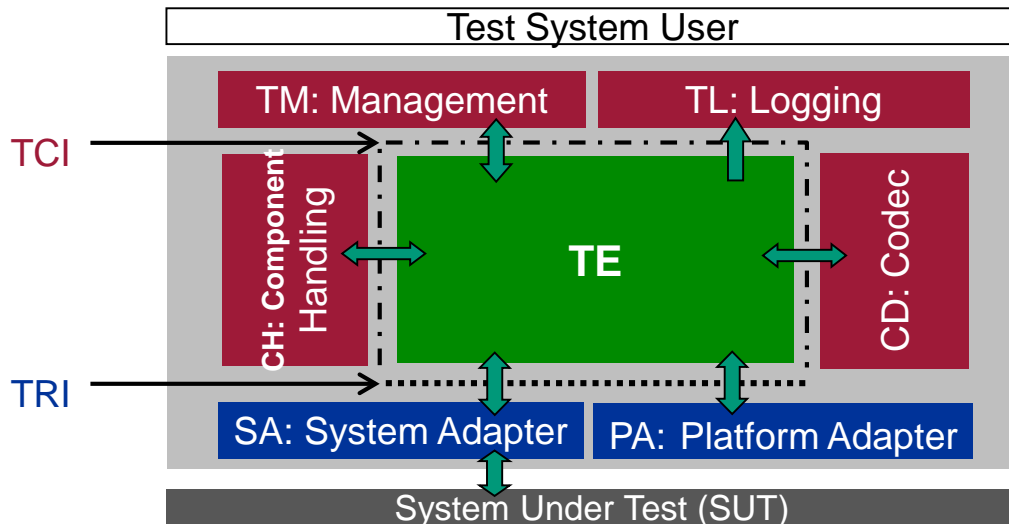 Test System User
TM: Management
TL: Logging
TCI
CH: Component
Handling
TE
CD: Codec
TRI
SA: System Adapter
PA: Platform Adapter
System Under Test (SUT)